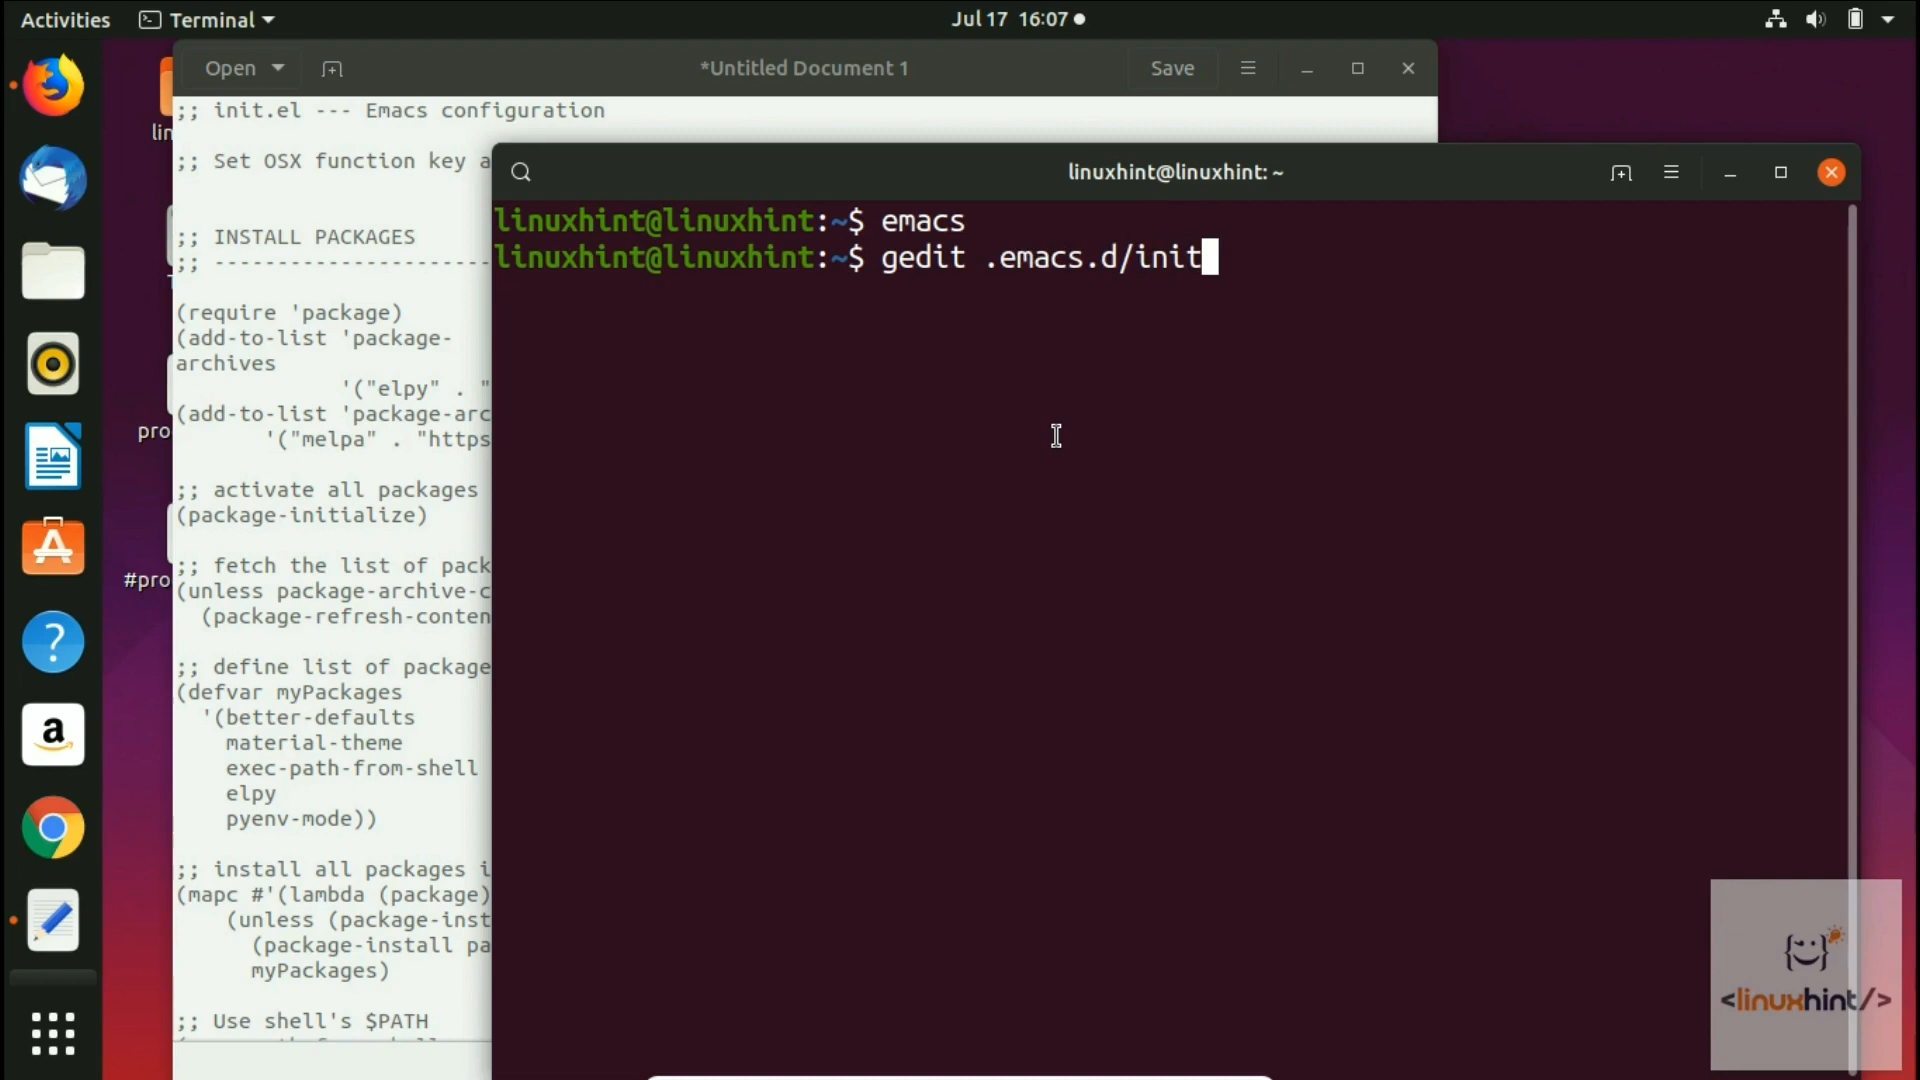 Activities
Terminal
Jul 17 16:07
Open
*Untitled Document 1
Save
;; init.el --- Emacs configuration
;; Set OSX function key a
;; INSTALL PACKAGES
;; ----------------------
(require 'package)
(add-to-list 'package-
archives
'("elpy" . "
(add-to-list 'package-arc
'("melpa" . "https
;; activate all packages
(package-initialize)
;; fetch the list of pack
(unless package-archive-c
(package-refresh-conten
;; define list of package
(defvar myPackages
'(better-defaults
material-theme
exec-path-from-shell
elpy
pyenv-mode))
;; install all packages i
(mapc #'(lambda (package)
(unless (package-inst
(package-install pa
myPackages)
;; Use shell's $PATH
lin
pro
#pro
linuxhint@linuxhint: ~
linuxhint@linuxhint:~$ emacs
linuxhint@linuxhint:~$ gedit .emacs.d/init
<linuxhint/>